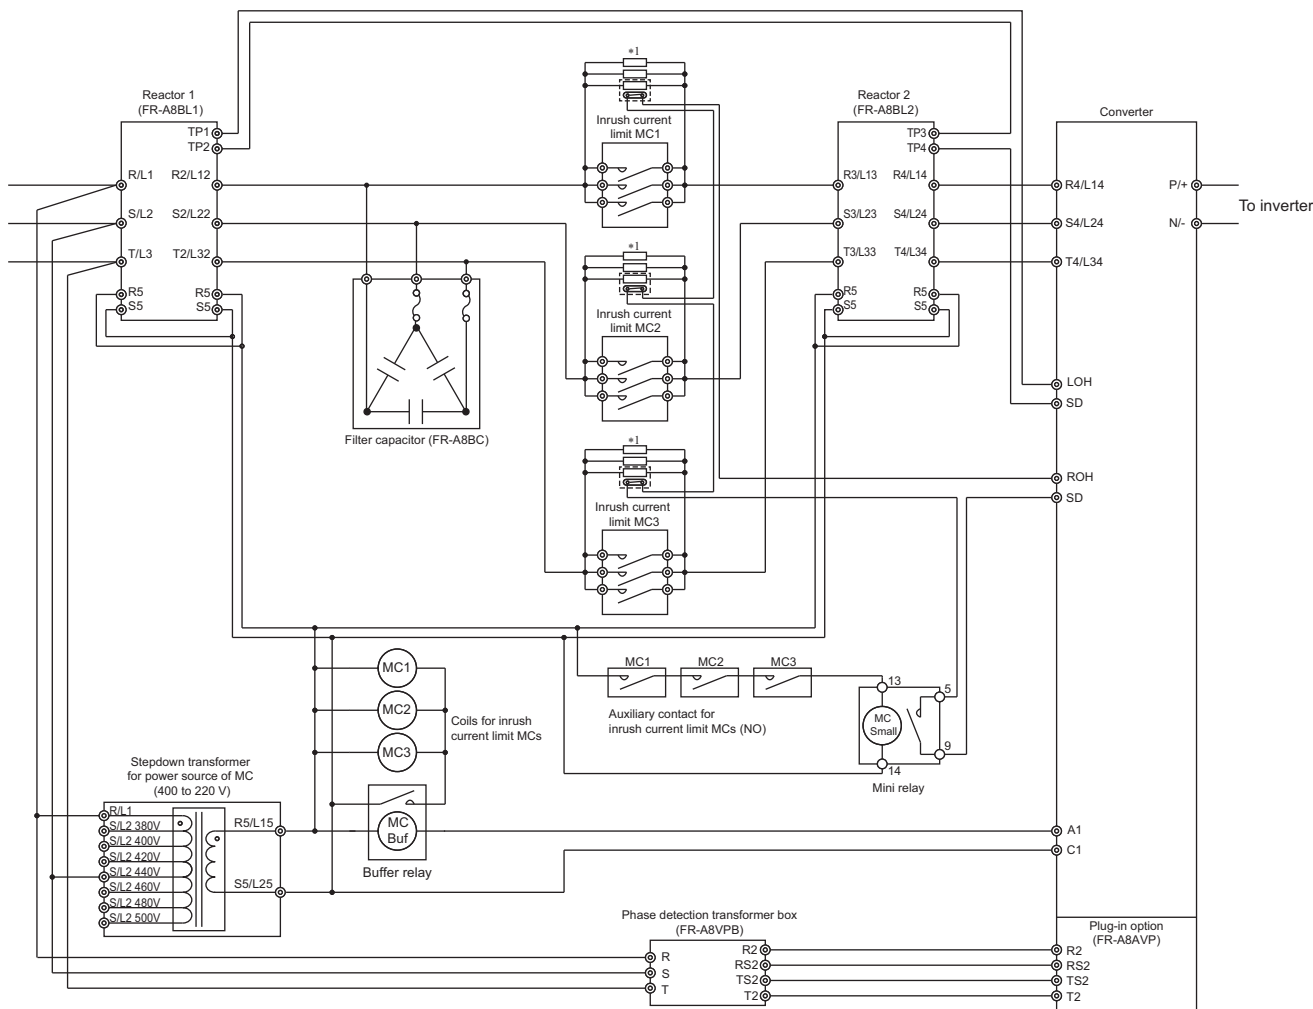 *1
Reactor 1
(FR-A8BL1)
TP1
TP2
R/L1
R2/L12
S/L2
S2/L22
T/L3
T2/L32
R5
R5
S5
S5
Inrush current
limit MC1
Reactor 2
(FR-A8BL2)
TP3
TP4
R3/L13
R4/L14
S3/L23
S4/L24
T3/L33
T4/L34
R5
R5
S5
S5
Converter
R4/L14
P/+
S4/L24
N/-
T4/L34
To inverter
*1
Inrush current
limit MC2
LOH
SD
Filter capacitor (FR-A8BC)
*1
Inrush current
limit MC3
ROH
SD
MC1
MC2
MC3
Coils for inrush
current limit MCs
MC1
MC2
MC3
Auxiliary contact for
inrush current limit MCs (NO)
13
5
MC
Small
9
14
Mini relay
Stepdown transformer
for power source of MC
(400 to 220 V)
R/L1
S/L2 380V
S/L2 400V
S/L2 420V
S/L2 440V
S/L2 460V
S/L2 480V
S/L2 500V
R5/L15
S5/L25
MC
Buf
Buffer relay
A1
C1
Phase detection transformer box
(FR-A8VPB)
R
S
T
R2
RS2
TS2
T2
Plug-in option
(FR-A8AVP)
R2
RS2
TS2
T2